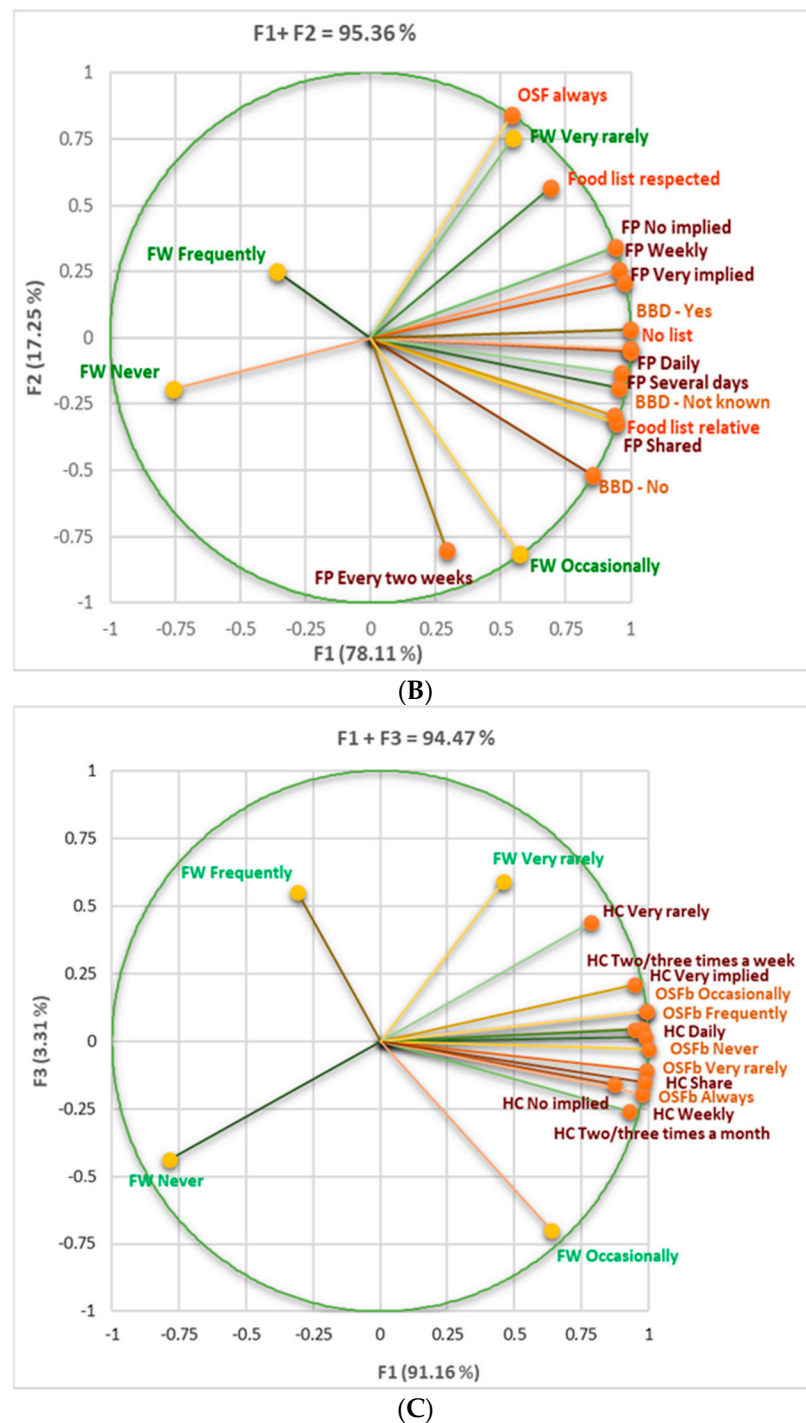 F1+ F2 = 95.36 %
1
OSF always
FW Very rarely
0.75
Food list respected
0.5
FP No implied
FP Weekly
FW Frequently
0.25
FP Very implied
BBD - Yes
0
No list
FP Daily
FW Never
FP Several days
-0.25
BBD - Not known
Food list relative
FP Shared
-0.5
BBD - No
-0.75
FP Every two weeks
FW Occasionally
-1
F2 (17.25 %)
-1 -0.75 -0.5 -0.25 0 0.25 0.5 0.75 1
F1 (78.11 %)
(B)
F1 + F3 = 94.47 %
1
0.75
FW Frequently
FW Very rarely
0.5
HC Very rarely
HC Two/three times a week
0.25
HC Very implied
OSFb Occasionally
OSFb Frequently
0
HC Daily
OSFb Never
OSFb Very rarely
HC Share
OSFb Always
-0.25
HC No implied
HC Weekly
HC Two/three times a month
-0.5
FW Never
-0.75
FW Occasionally
-1
F3 (3.31 %)
-1 -0.75 -0.5 -0.25 0 0.25 0.5 0.75 1
F1 (91.16 %)
(C)